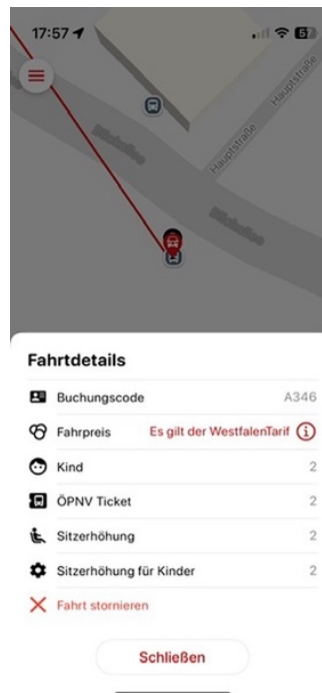 17:57
57
Hauptstraße
Hauptstraße
Fahrtdetails
Buchungscode A346
Fahrpreis Es gilt der WestfalenTarif
Kind 2
ÖPNV Ticket 2
Sitzerhöhung 2
Sitzerhöhung für Kinder 2
Fahrt stornieren
Schließen